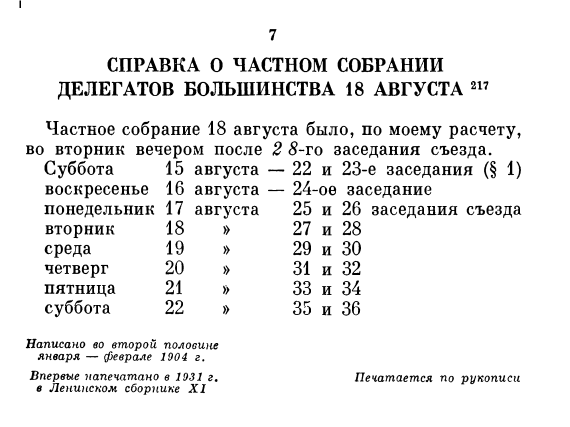 7
СПРАВКА О ЧАСТНОМ СОБРАНИИ
ДЕЛЕГАТОВ БОЛЬШИНСТВА 18 АВГУСТА ²¹⁷
Частное собрание 18 августа было, по моему расчету,
во вторник вечером после 2 8-го заседания съезда.
Суббота 15 августа — 22 и 23-е заседания (§ 1)
воскресенье 16 августа — 24-ое заседание
понедельник 17 августа 25 и 26 заседания съезда
вторник 18 » 27 и 28
среда 19 » 29 и 30
четверг 20 » 31 и 32
пятница 21 » 33 и 34
суббота 22 » 35 и 36
Написано во второй половине
января — феврале 1904 г.
Впервые напечатано в 1931 г.
в Ленинском сборнике XI
Печатается по рукописи